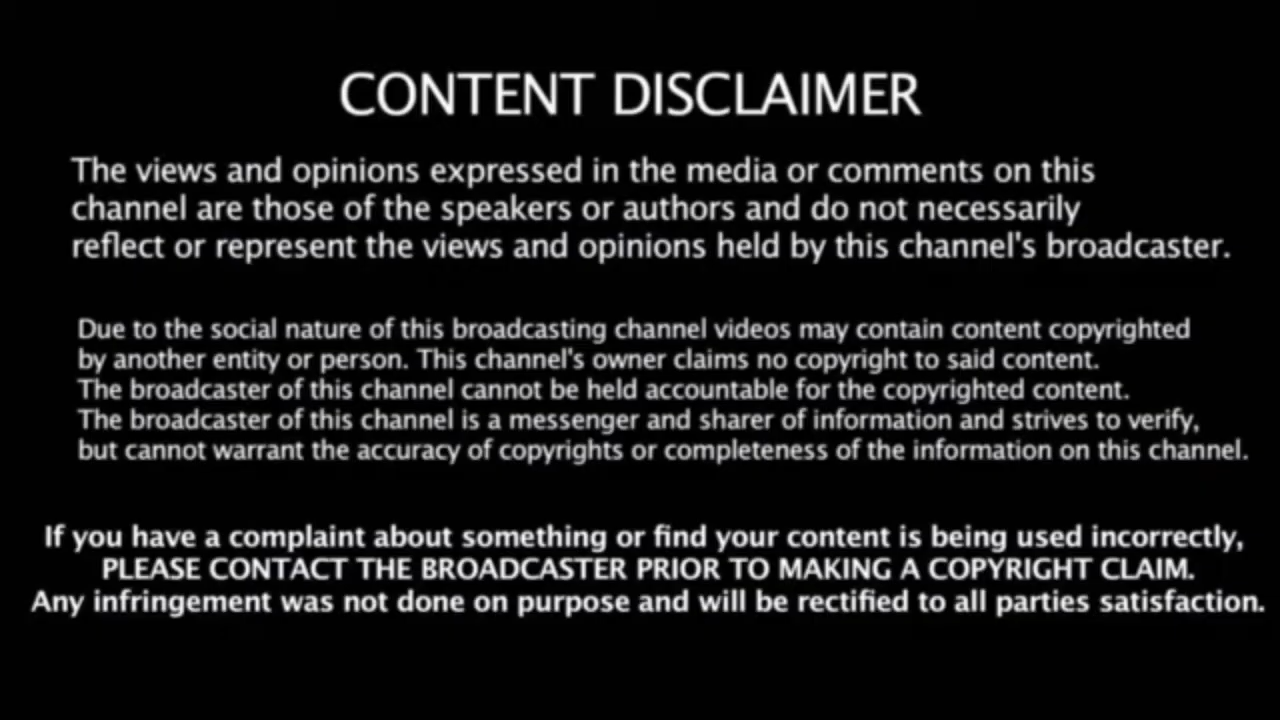 CONTENT DISCLAIMER
The views and opinions expressed in the media or comments on this
channel are those of the speakers or authors and do not necessarily
reflect or represent the views and opinions held by this channel's broadcaster.
Due to the social nature of this broadcasting channel videos may contain content copyrighted
by another entity or person. This channel's owner claims no copyright to said content.
The broadcaster of this channel cannot be held accountable for the copyrighted content.
The broadcaster of this channel is a messenger and sharer of information and strives to verify,
but cannot warrant the accuracy of copyrights or completeness of the information on this channel.
If you have a complaint about something or find your content is being used incorrectly,
PLEASE CONTACT THE BROADCASTER PRIOR TO MAKING A COPYRIGHT CLAIM.
Any infringement was not done on purpose and will be rectified to all parties satisfaction.